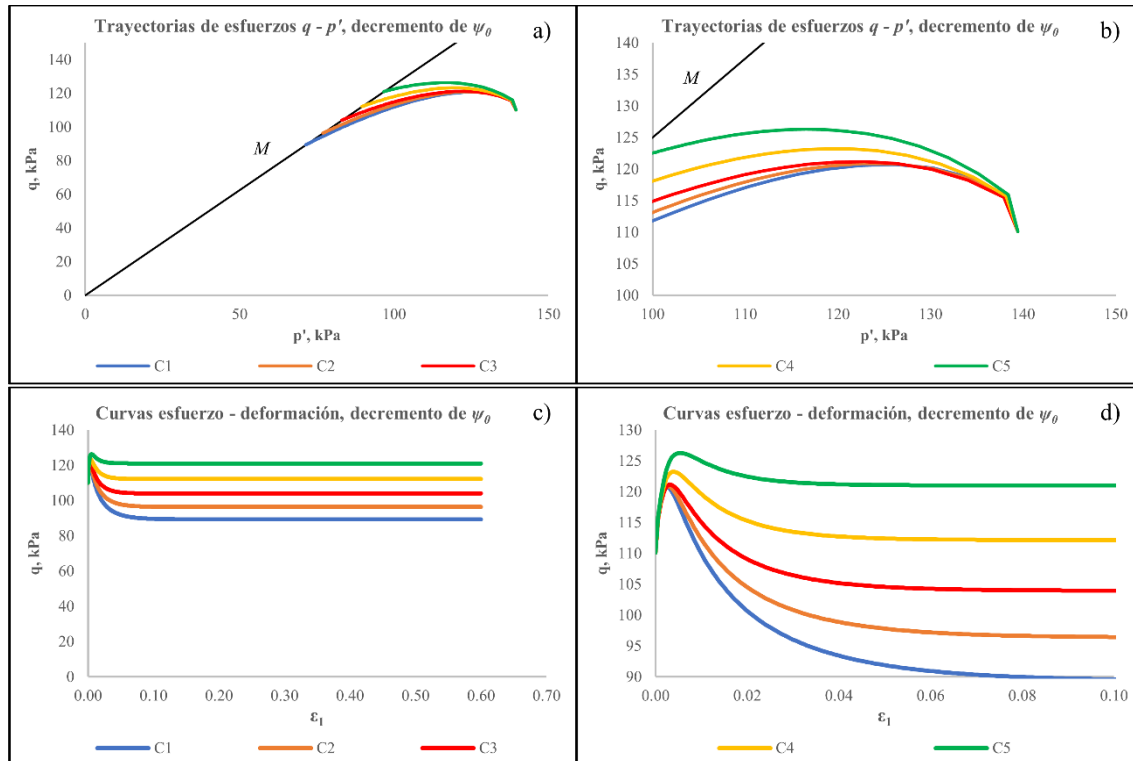 Trayectorias de esfuerzos q - p', decremento de ψ₀
a)
q, kPa
160
140
120
100
80
60
40
20
0
M
0
50
100
150
p', kPa
C1
C2
C3
Trayectorias de esfuerzos q - p', decremento de ψ₀
b)
q, kPa
140
135
130
125
120
115
110
105
100
M
100
110
120
130
140
150
p', kPa
C4
C5
Curvas esfuerzo - deformación, decremento de ψ₀
c)
q, kPa
140
120
100
80
60
40
20
0
0.00
0.10
0.20
0.30
0.40
0.50
0.60
0.70
ε₁
C1
C2
C3
Curvas esfuerzo - deformación, decremento de ψ₀
d)
q, kPa
130
125
120
115
110
105
100
95
90
0.00
0.02
0.04
0.06
0.08
0.10
ε₁
C4
C5